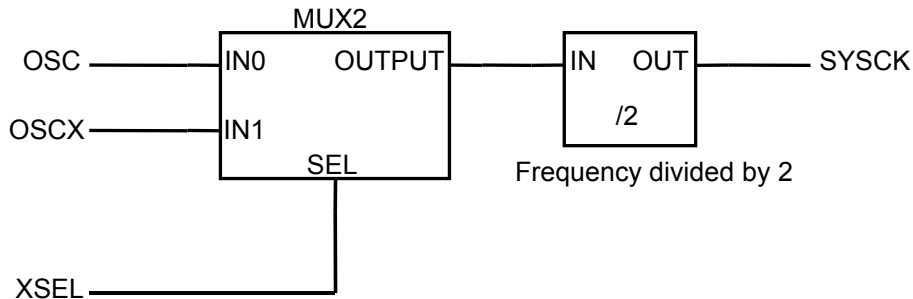 MUX2
OSC IN0 OUTPUT IN OUT SYSCK
/2
OSCX IN1
SEL
Frequency divided by 2
XSEL